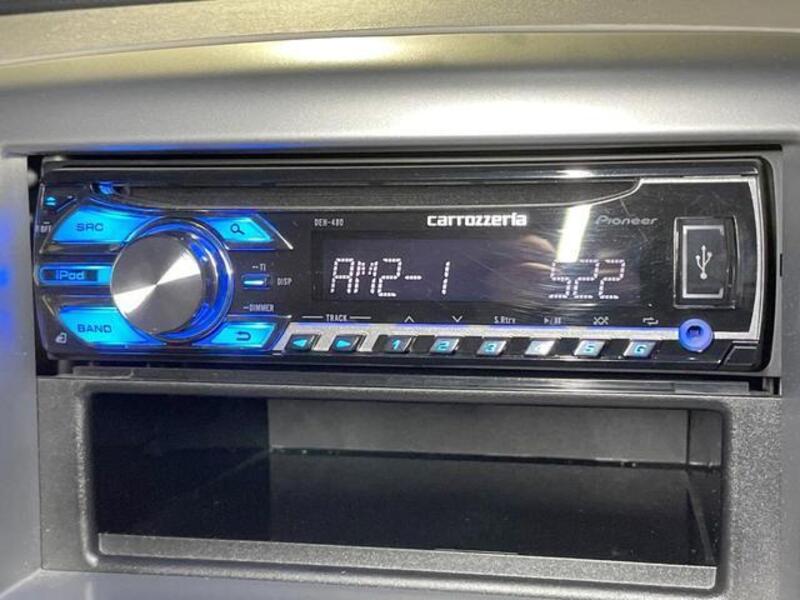 DEH-480 carrozzeria Pioneer
SRC
iPod
BAND
TI
DISP
DIMMER
AM2-1 522
TRACK S.Rtrv
1 2 3 4 5 6